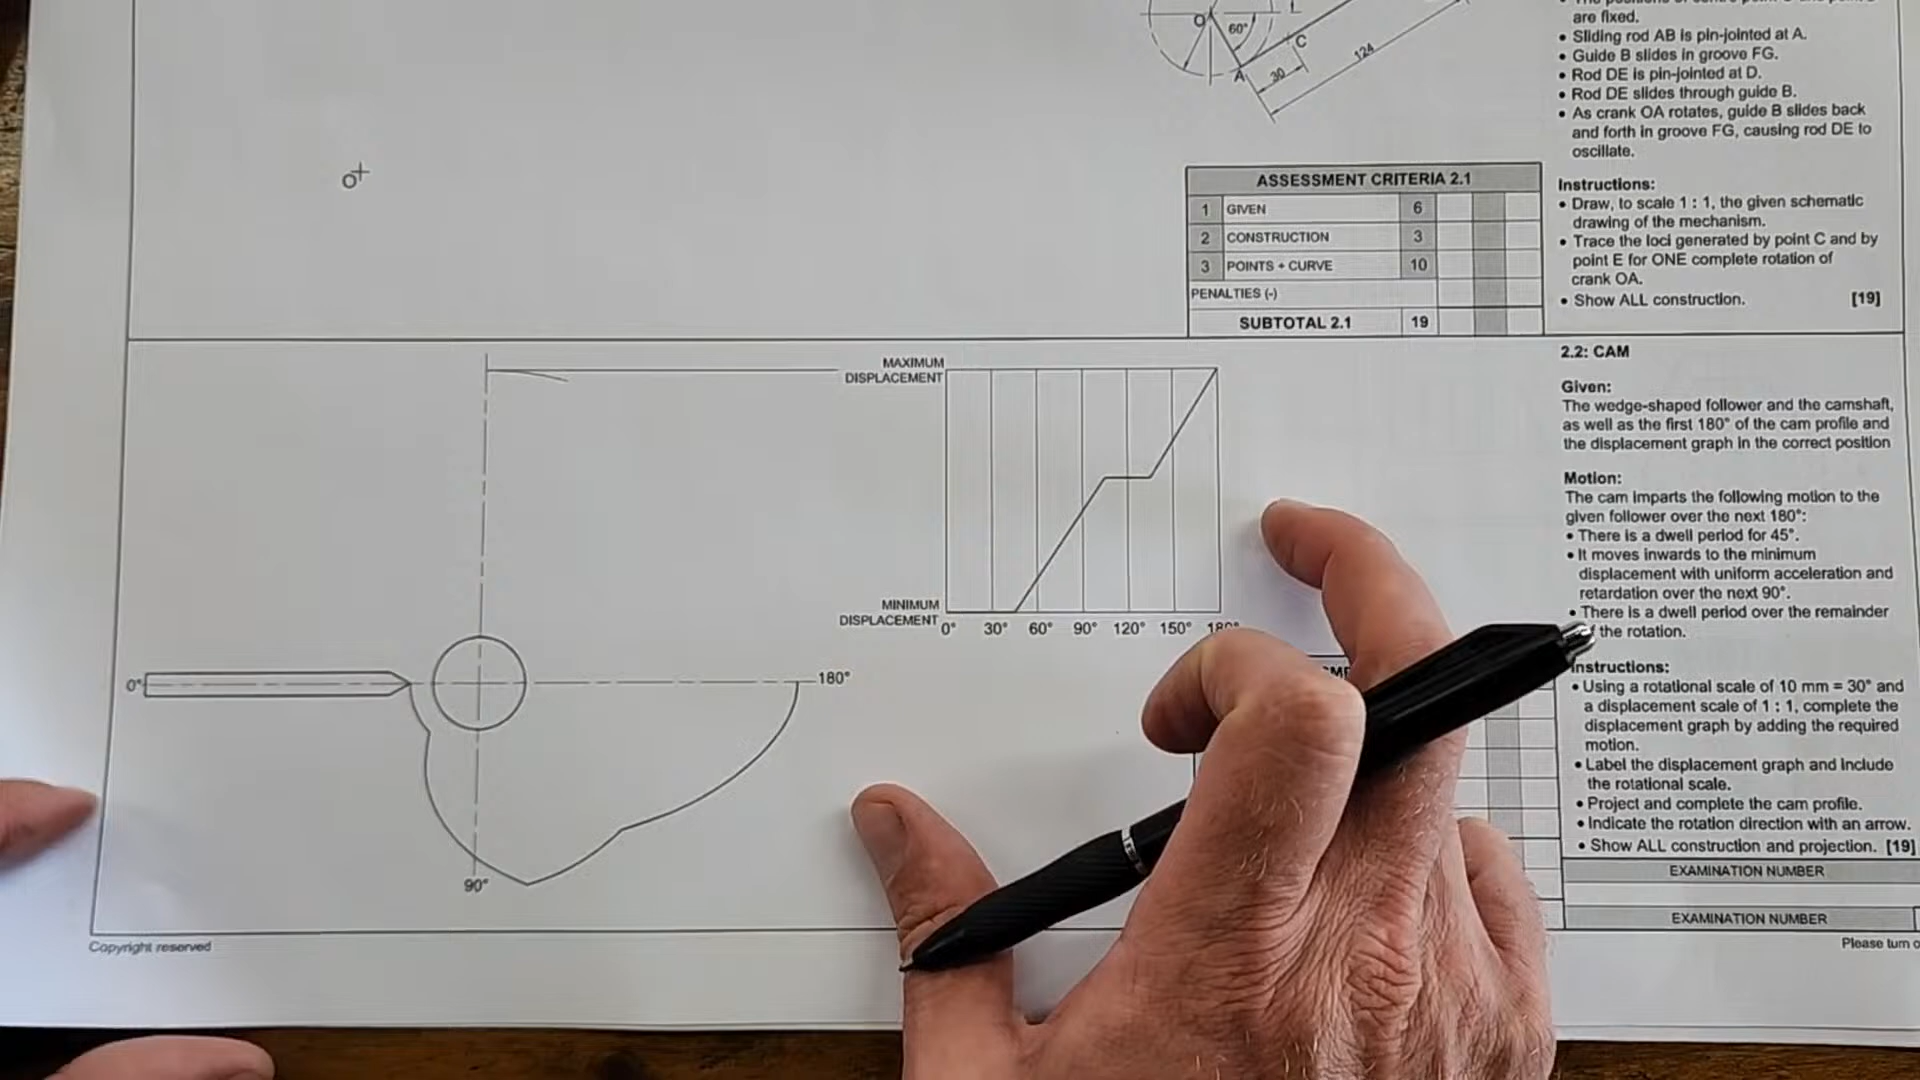 are fixed.
• Sliding rod AB is pin-jointed at A.
• Guide B slides in groove FG.
• Rod DE is pin-jointed at D.
• Rod DE slides through guide B.
• As crank OA rotates, guide B slides back
and forth in groove FG, causing rod DE to
oscillate.
O
60°
C
A
30
124
O
ASSESSMENT CRITERIA 2.1
1 GIVEN 6
2 CONSTRUCTION 3
3 POINTS + CURVE 10
PENALTIES (-)
SUBTOTAL 2.1 19
Instructions:
• Draw, to scale 1 : 1, the given schematic
drawing of the mechanism.
• Trace the loci generated by point C and by
point E for ONE complete rotation of
crank OA.
• Show ALL construction. [19]
MAXIMUM
DISPLACEMENT
MINIMUM
DISPLACEMENT
0° 30° 60° 90° 120° 150° 180°
0°
180°
90°
2.2: CAM
Given:
The wedge-shaped follower and the camshaft,
as well as the first 180° of the cam profile and
the displacement graph in the correct position
Motion:
The cam imparts the following motion to the
given follower over the next 180°:
• There is a dwell period for 45°.
• It moves inwards to the minimum
displacement with uniform acceleration and
retardation over the next 90°.
• There is a dwell period over the remainder
the rotation.
Instructions:
• Using a rotational scale of 10 mm = 30° and
a displacement scale of 1 : 1, complete the
displacement graph by adding the required
motion.
• Label the displacement graph and include
the rotational scale.
• Project and complete the cam profile.
• Indicate the rotation direction with an arrow.
• Show ALL construction and projection. [19]
EXAMINATION NUMBER
EXAMINATION NUMBER
Copyright reserved
Please turn